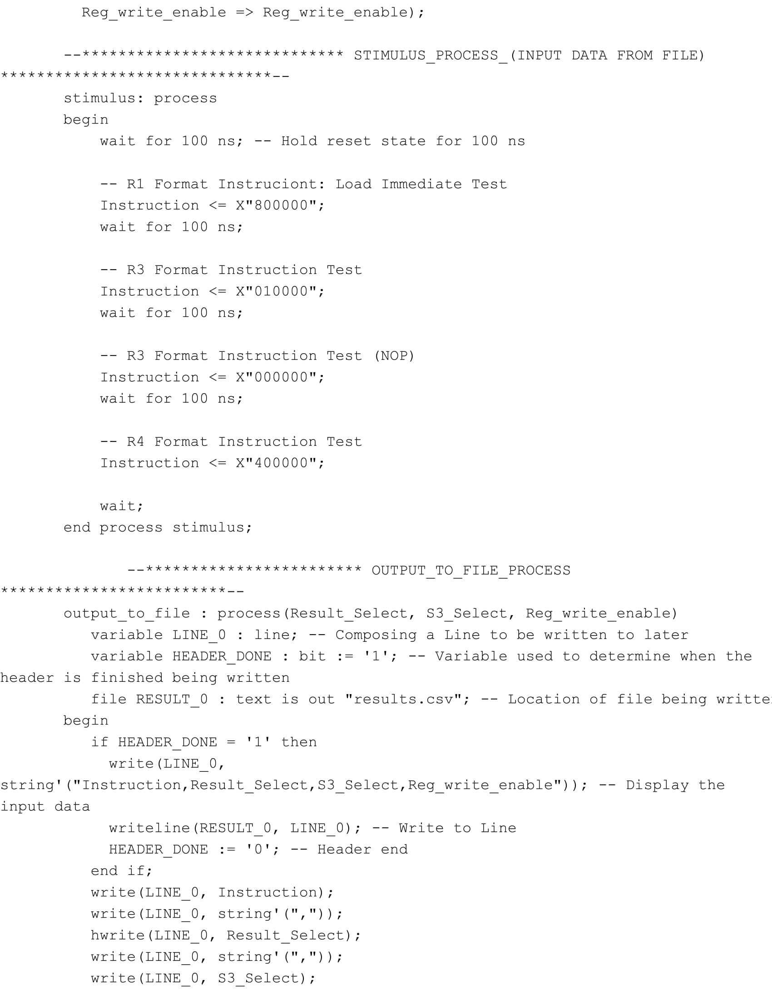 Reg_write_enable => Reg_write_enable);
--***************************** STIMULUS_PROCESS_(INPUT DATA FROM FILE)
******************************--
stimulus: process
begin
wait for 100 ns; -- Hold reset state for 100 ns
-- R1 Format Instruciont: Load Immediate Test
Instruction <= X"800000";
wait for 100 ns;
-- R3 Format Instruction Test
Instruction <= X"010000";
wait for 100 ns;
-- R3 Format Instruction Test (NOP)
Instruction <= X"000000";
wait for 100 ns;
-- R4 Format Instruction Test
Instruction <= X"400000";
wait;
end process stimulus;
--************************ OUTPUT_TO_FILE_PROCESS
*************************--
output_to_file : process(Result_Select, S3_Select, Reg_write_enable)
variable LINE_0 : line; -- Composing a Line to be written to later
variable HEADER_DONE : bit := '1'; -- Variable used to determine when the
header is finished being written
file RESULT_0 : text is out "results.csv"; -- Location of file being writte
begin
if HEADER_DONE = '1' then
write(LINE_0,
string'("Instruction,Result_Select,S3_Select,Reg_write_enable")); -- Display the
input data
writeline(RESULT_0, LINE_0); -- Write to Line
HEADER_DONE := '0'; -- Header end
end if;
write(LINE_0, Instruction);
write(LINE_0, string'(","));
hwrite(LINE_0, Result_Select);
write(LINE_0, string'(","));
write(LINE_0, S3_Select);